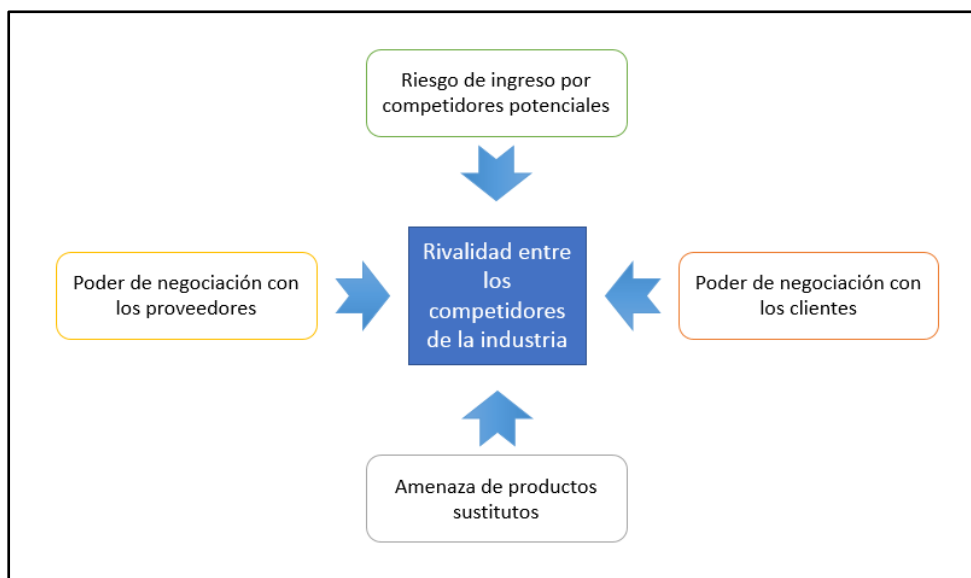 Riesgo de ingreso por
competidores potenciales
Poder de negociación con
los proveedores
Rivalidad entre
los
competidores
de la industria
Poder de negociación con
los clientes
Amenaza de productos
sustitutos